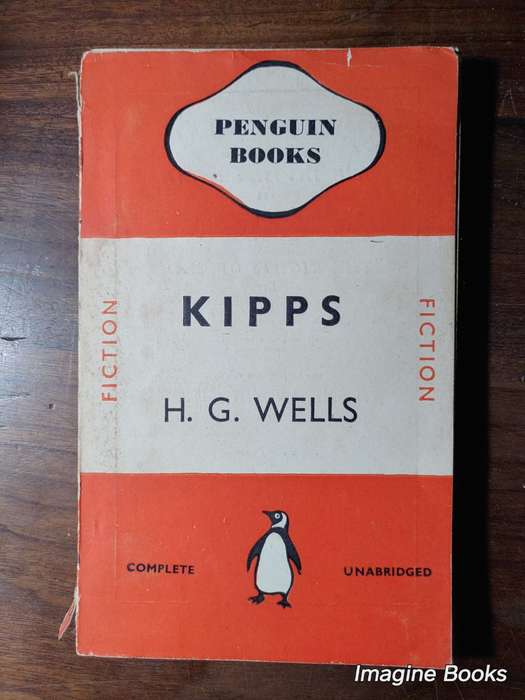 PENGUIN
BOOKS
KIPPS
FICTION
FICTION
H. G. WELLS
COMPLETE
UNABRIDGED
Imagine Books